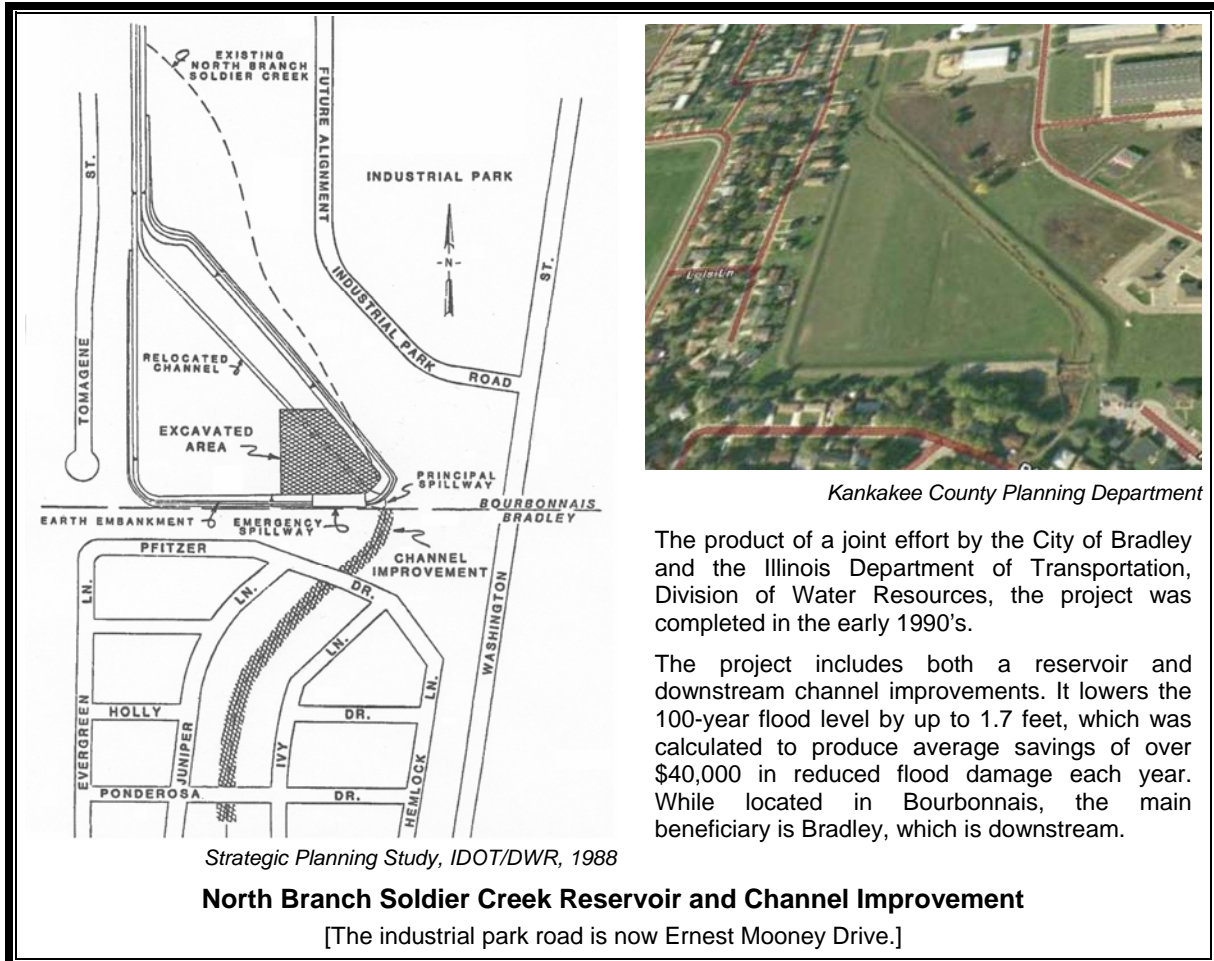 EXISTING
NORTH BRANCH
SOLDIER CREEK
FUTURE ALIGNMENT
ST.
INDUSTRIAL PARK
-N-
ST.
INDUSTRIAL PARK
ROAD
RELOCATED
CHANNEL
TOMAGENE
EXCAVATED
AREA
PRINCIPAL
SPILLWAY
BOURBONNAIS
BRADLEY
EARTH EMBANKMENT
EMERGENCY
SPILLWAY
CHANNEL
IMPROVEMENT
PFITZER
DR.
LN.
LN.
LN.
LN.
WASHINGTON
EVERGREEN
HOLLY
DR.
JUNIPER
IVY
HEMLOCK
PONDEROSA
DR.
Strategic Planning Study, IDOT/DWR, 1988
Lois Ln
Kankakee County Planning Department
The product of a joint effort by the City of Bradley
and the Illinois Department of Transportation,
Division of Water Resources, the project was
completed in the early 1990's.
The project includes both a reservoir and
downstream channel improvements. It lowers the
100-year flood level by up to 1.7 feet, which was
calculated to produce average savings of over
$40,000 in reduced flood damage each year.
While located in Bourbonnais, the main
beneficiary is Bradley, which is downstream.
North Branch Soldier Creek Reservoir and Channel Improvement
[The industrial park road is now Ernest Mooney Drive.]